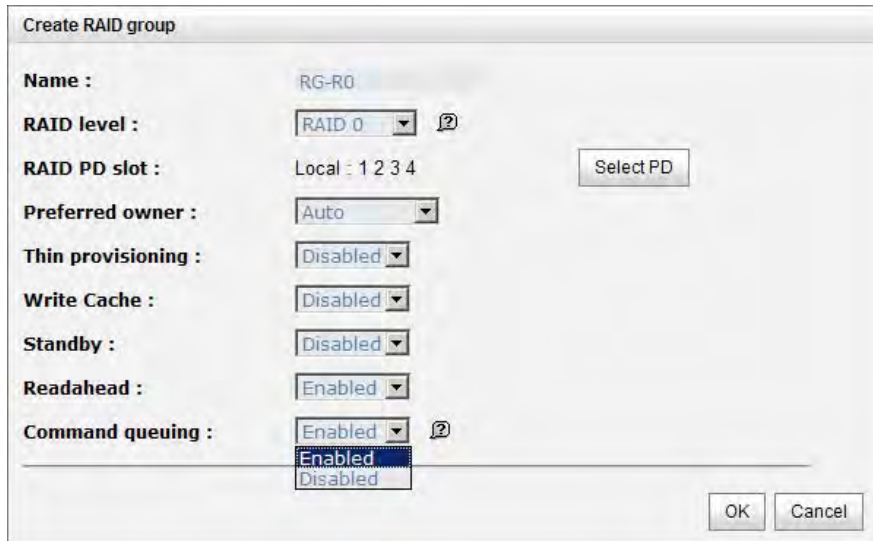 Create RAID group
Name : RG-R0
RAID level : RAID 0
RAID PD slot : Local : 1 2 3 4 Select PD
Preferred owner : Auto
Thin provisioning : Disabled
Write Cache : Disabled
Standby : Disabled
Readahead : Enabled
Command queuing : Enabled
Enabled
Disabled
OK Cancel